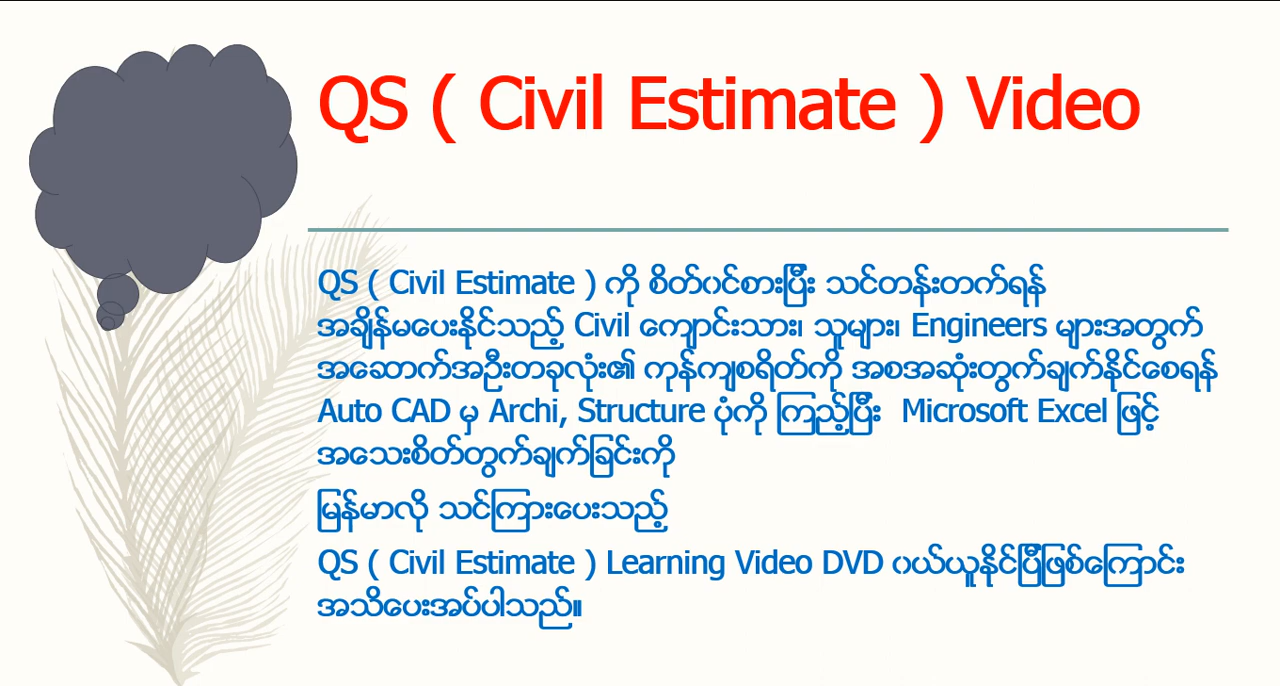 QS ( Civil Estimate ) Video
QS ( Civil Estimate ) ကို စိတ်ဝင်စားပြီး သင်တန်းတက်ရန်
အချိန်မပေးနိုင်သည့် Civil ကျောင်းသား၊ သူများ၊ Engineers များအတွက်
အဆောက်အဦးတခုလုံး၏ ကုန်ကျစရိတ်ကို အစအဆုံးတွက်ချက်နိုင်စေရန်
Auto CAD မှ Archi, Structure ပုံကို ကြည့်ပြီး Microsoft Excel ဖြင့်
အသေးစိတ်တွက်ချက်ခြင်းကို
မြန်မာလို သင်ကြားပေးသည့်
QS ( Civil Estimate ) Learning Video DVD ဝယ်ယူနိုင်ပြီဖြစ်ကြောင်း
အသိပေးအပ်ပါသည်။